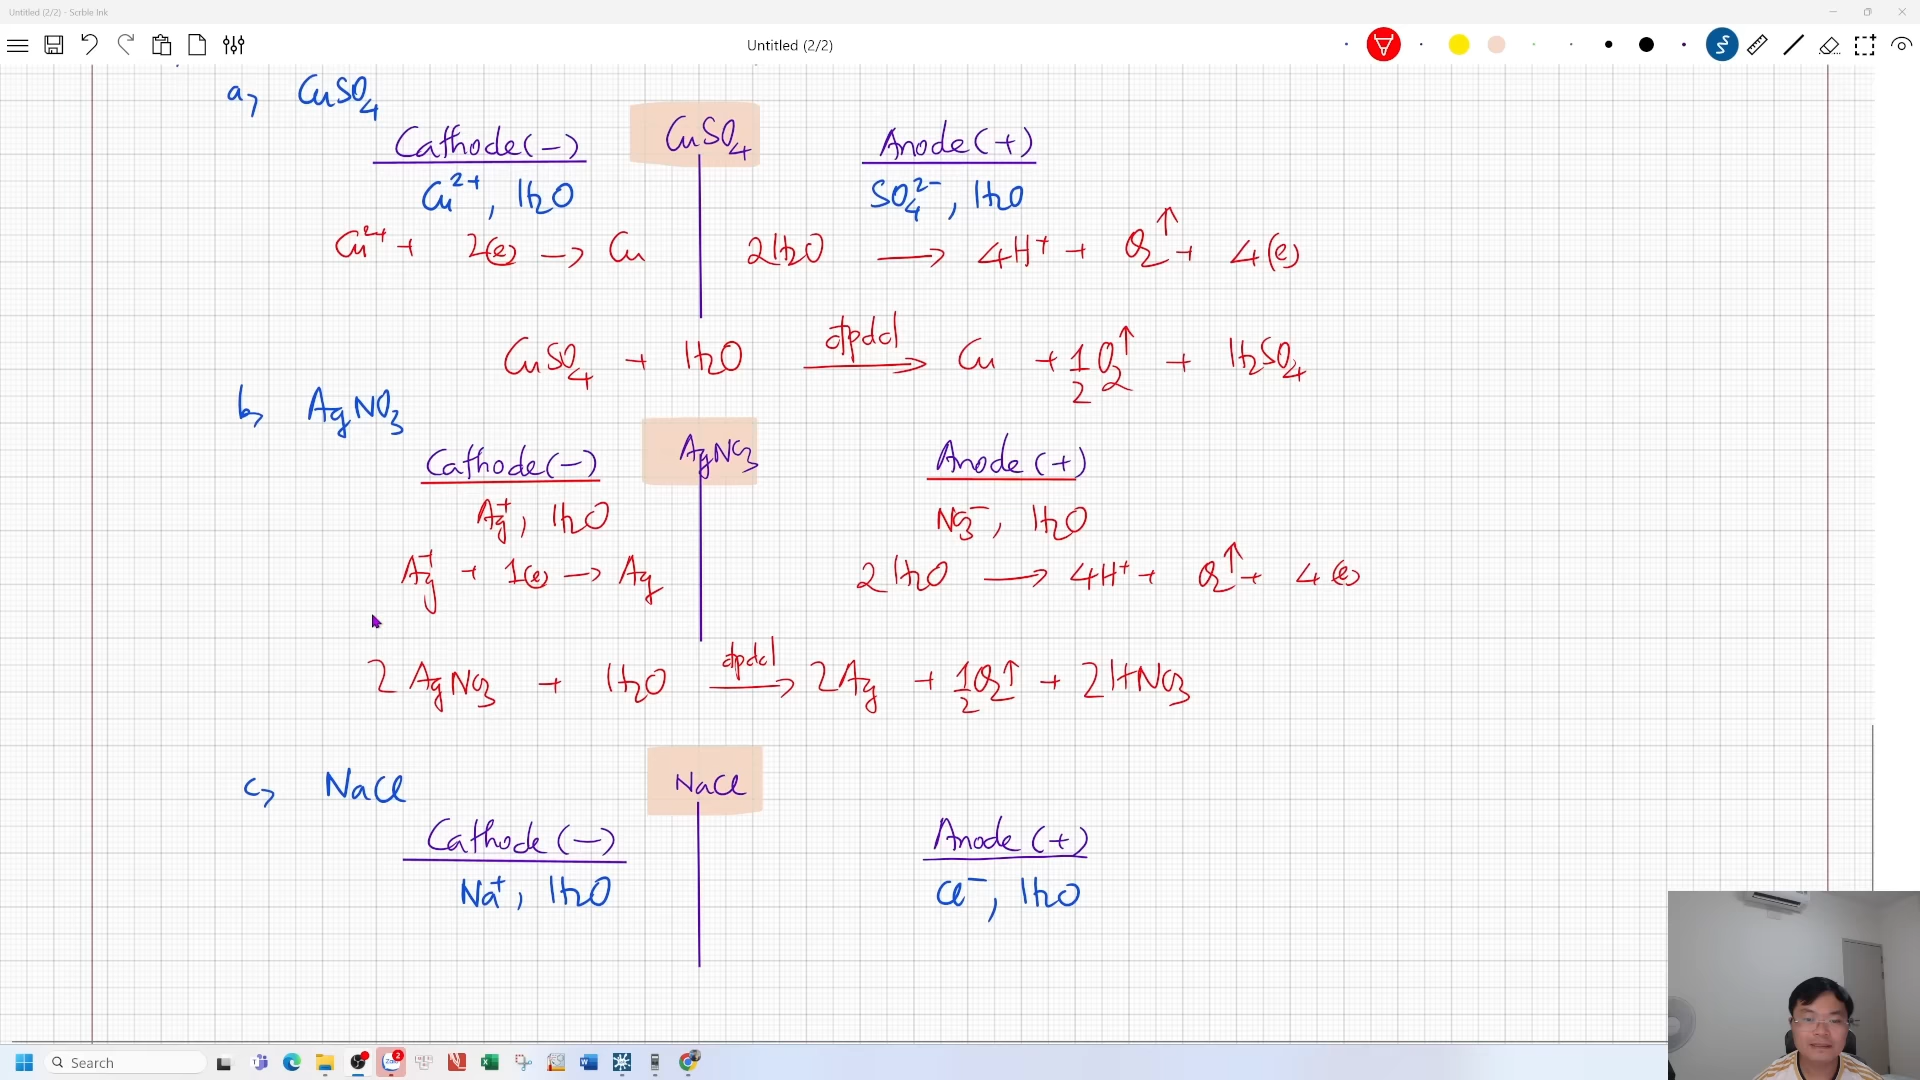 Untitled (2/2) - Scrble Ink
Untitled (2/2)
a, CuSO4
Cathode (-) CuSO4 Anode (+)
Cu2+, H2O SO42-, H2O
Cu2+ + 2(e) → Cu 2H2O → 4H+ + O2↑ + 4(e)
CuSO4 + H2O đpdd → Cu + 1/2 O2↑ + H2SO4
b, AgNO3
Cathode (-) AgNO3 Anode (+)
Ag+, H2O NO3-, H2O
Ag+ + 1(e) → Ag 2H2O → 4H+ + O2↑ + 4(e)
2AgNO3 + H2O đpdd → 2Ag + 1/2 O2↑ + 2HNO3
c, NaCl NaCl
Cathode (-) Anode (+)
Na+, H2O Cl-, H2O
Search
2